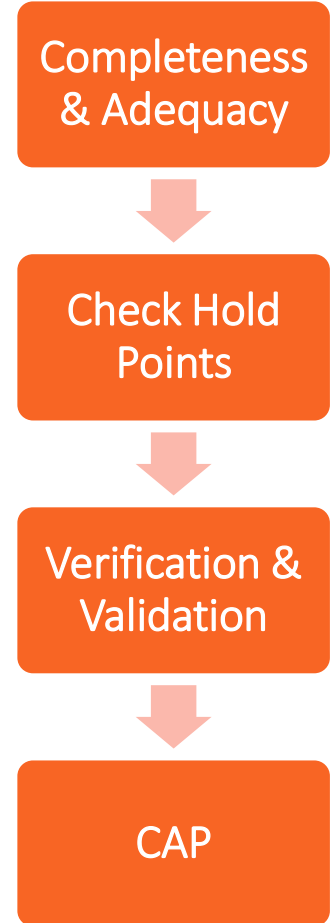 Completeness
& Adequacy
Check Hold
Points
Verification &
Validation
CAP